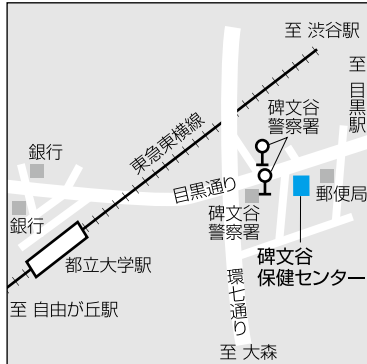 至 渋谷駅
至 目黒駅
碑文谷
警察署
東急東横線
銀行
目黒通り
銀行
碑文谷
警察署
郵便局
都立大学駅
環七通り
碑文谷
保健センター
至 自由が丘駅
至 大森